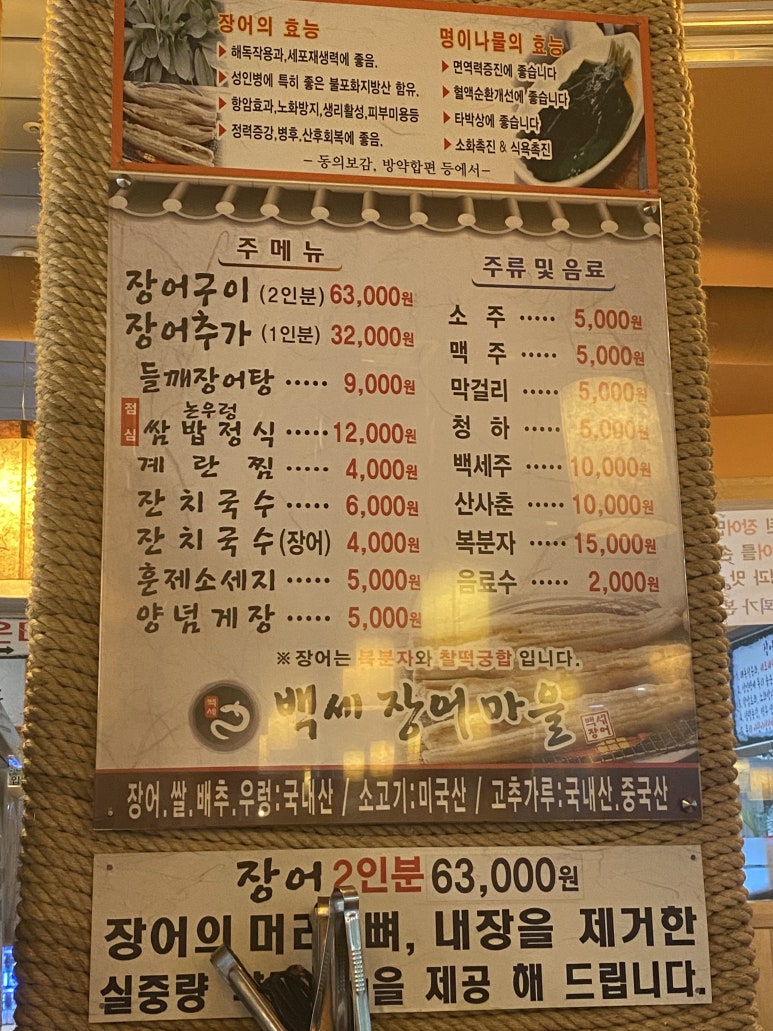 장어의 효능
해독작용과,세포재생력에 좋음.
성인병에 특히 좋은 불포화지방산 함유.
항암효과,노화방지,생리활성,피부미용등
정력증강,병후,산후회복에 좋음.
명이나물의 효능
면역력증진에 좋습니다
혈액순환개선에 좋습니다
타박상에 좋습니다
소화촉진 & 식욕촉진
– 동의보감, 방약합편 등에서–
주 메 뉴
장어구이 (2인분) 63,000원
장어추가 (1인분) 32,000원
들깨장어탕 ····· 9,000원
점심 논우렁 쌈밥정식 ····· 12,000원
계 란 찜 ····· 4,000원
잔치국수 ····· 6,000원
잔치국수(장어) 4,000원
훈제소세지 ····· 5,000원
양념게장 ····· 5,000원
주류 및 음료
소 주 ····· 5,000원
맥 주 ····· 5,000원
막걸리 ····· 5,000원
청 하 ····· 5,000원
백세주 ····· 10,000원
산사춘 ····· 10,000원
복분자 ····· 15,000원
음료수 ····· 2,000원
※ 장어는 복분자와 찰떡궁합 입니다.
백세
백세 장어마을
백세
장어
장어.쌀.배추.우렁:국내산 / 소고기:미국산 / 고추가루:국내산.중국산
장어 2인분 63,000원
장어의 뼈, 내장을 제거한
실중량 제공 해 드립니다.